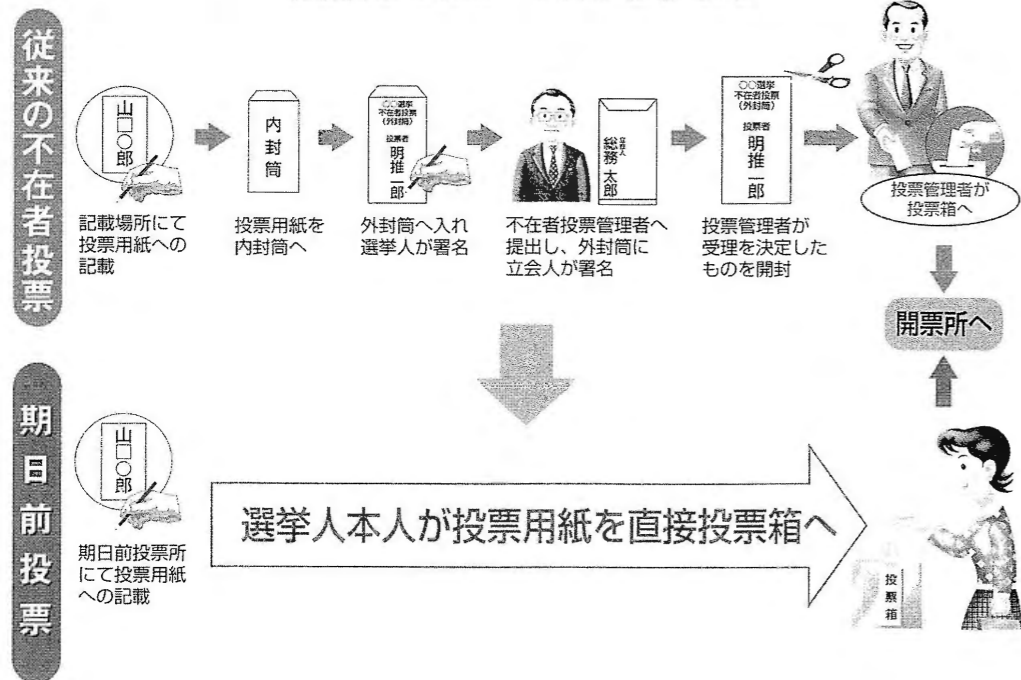 従来の不在者投票
山□○郎
記載場所にて
投票用紙への
記載
内封筒
投票用紙を
内封筒へ
○○選挙
不在者投票
(外封筒)
投票者
明推一郎
外封筒へ入れ
選挙人が署名
立会人
総務太郎
不在者投票管理者へ
提出し、外封筒に
立会人が署名
○○選挙
不在者投票
(外封筒)
投票者
明推一郎
投票管理者が
受理を決定した
ものを開封
投票管理者が
投票箱へ
開票所へ
期日前投票
山□○郎
期日前投票所
にて投票用紙
への記載
選挙人本人が投票用紙を直接投票箱へ
投票箱